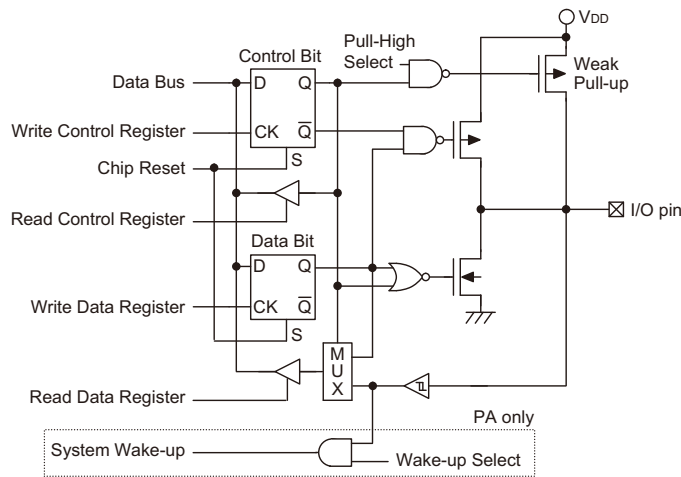 VDD
Control Bit
Pull-High
Select
Weak
Pull-up
Data Bus
D
Q
Write Control Register
CK
Q̅
S
Chip Reset
I/O pin
Read Control Register
Data Bit
D
Q
Write Data Register
CK
Q̅
S
M
U
X
Read Data Register
PA only
System Wake-up
Wake-up Select